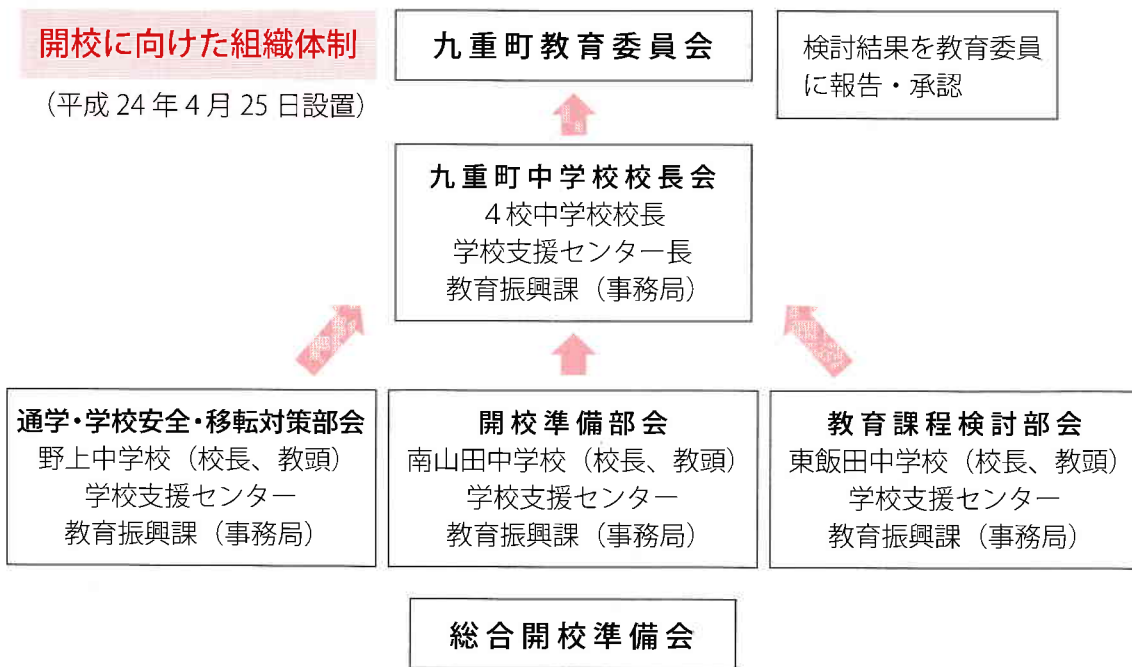 開校に向けた組織体制
（平成24年4月25日設置）
九重町教育委員会
検討結果を教育委員
に報告・承認
九重町中学校校長会
４校中学校校長
学校支援センター長
教育振興課（事務局）
通学・学校安全・移転対策部会
野上中学校（校長、教頭）
学校支援センター
教育振興課（事務局）
開校準備部会
南山田中学校（校長、教頭）
学校支援センター
教育振興課（事務局）
教育課程検討部会
東飯田中学校（校長、教頭）
学校支援センター
教育振興課（事務局）
総合開校準備会